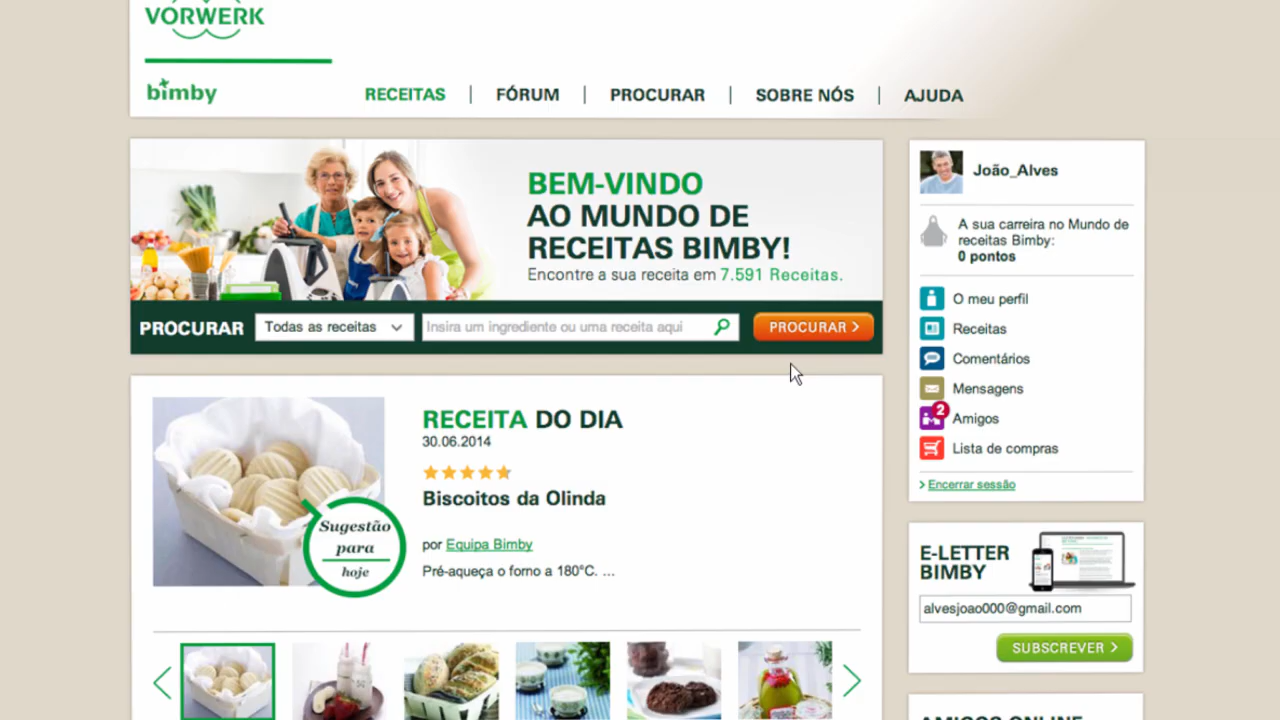 VORWERK
bimby
RECEITAS
FÓRUM
PROCURAR
SOBRE NÓS
AJUDA
BEM-VINDO
AO MUNDO DE
RECEITAS BIMBY!
Encontre a sua receita em 7.591 Receitas.
PROCURAR
Todas as receitas
Insira um ingrediente ou uma receita aqui
PROCURAR >
RECEITA DO DIA
30.06.2014
Biscoitos da Olinda
por Equipa Bimby
Pré-aqueça o forno a 180°C. ...
Sugestão
para
hoje
João_Alves
A sua carreira no Mundo de
receitas Bimby:
0 pontos
O meu perfil
Receitas
Comentários
Mensagens
2
Amigos
Lista de compras
> Encerrar sessão
E-LETTER
BIMBY
alvesjoao000@gmail.com
SUBSCREVER >
AMIGOS ONLINE